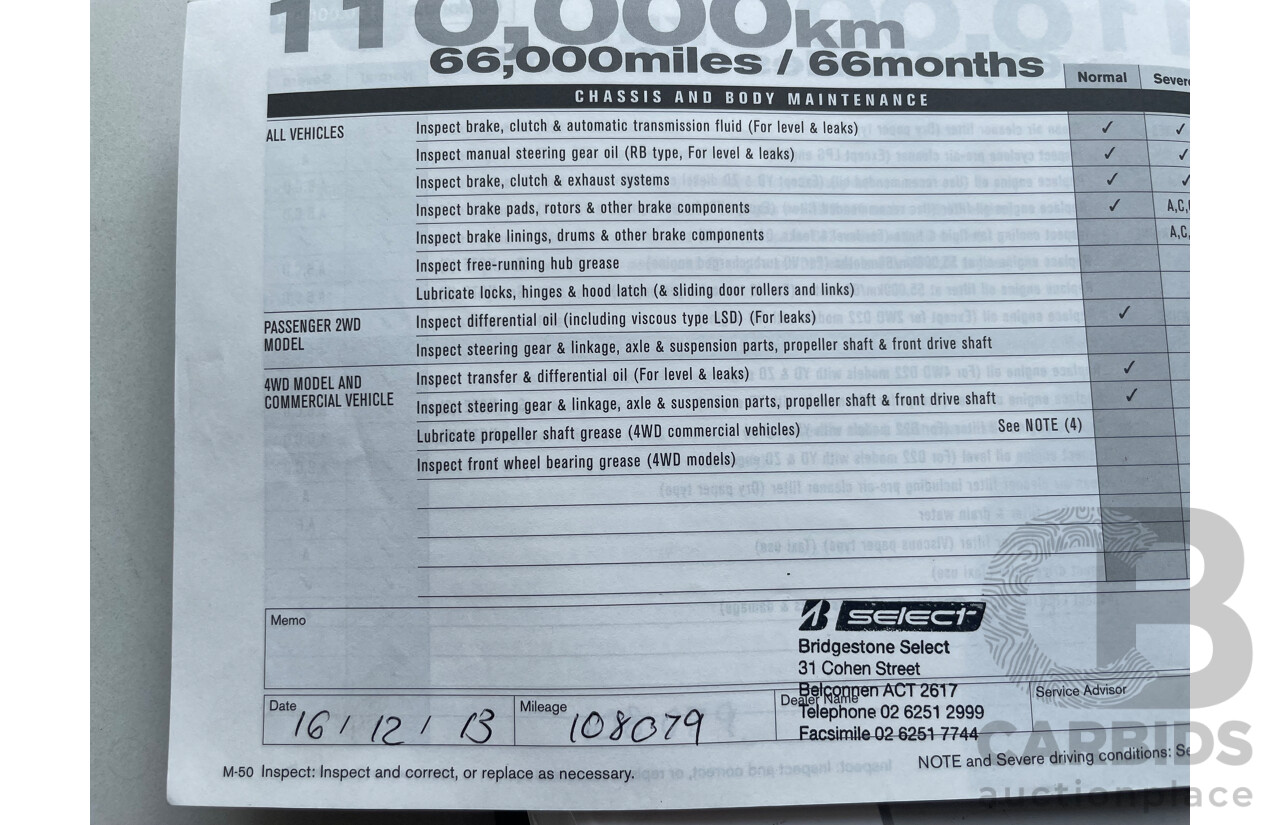 110,000km
66,000miles / 66months
Normal
CHASSIS AND BODY MAINTENANCE
ALL VEHICLES
Inspect brake, clutch & automatic transmission fluid (For level & leaks) ✓ ✓
Inspect manual steering gear oil (RB type, For level & leaks) ✓ ✓
Inspect brake, clutch & exhaust systems ✓ ✓
Inspect brake pads, rotors & other brake components ✓ A,C,
Inspect brake linings, drums & other brake components A,C,
Inspect free-running hub grease
Lubricate locks, hinges & hood latch (& sliding door rollers and links)
PASSENGER 2WD
MODEL
Inspect differential oil (including viscous type LSD) (For leaks) ✓
Inspect steering gear & linkage, axle & suspension parts, propeller shaft & front drive shaft
4WD MODEL AND
COMMERCIAL VEHICLE
Inspect transfer & differential oil (For level & leaks) ✓
Inspect steering gear & linkage, axle & suspension parts, propeller shaft & front drive shaft ✓
Lubricate propeller shaft grease (4WD commercial vehicles) See NOTE (4)
Inspect front wheel bearing grease (4WD models)
Memo
SELECT
Bridgestone Select
31 Cohen Street
Belconnen ACT 2617
Telephone 02 6251 2999
Facsimile 02 6251 7744
Date 16 / 12 / 13
Mileage 108079
Dealer Name
Service Advisor
M-50 Inspect: Inspect and correct, or replace as necessary.
NOTE and Severe driving conditions:
CARBIDS
auctionplace